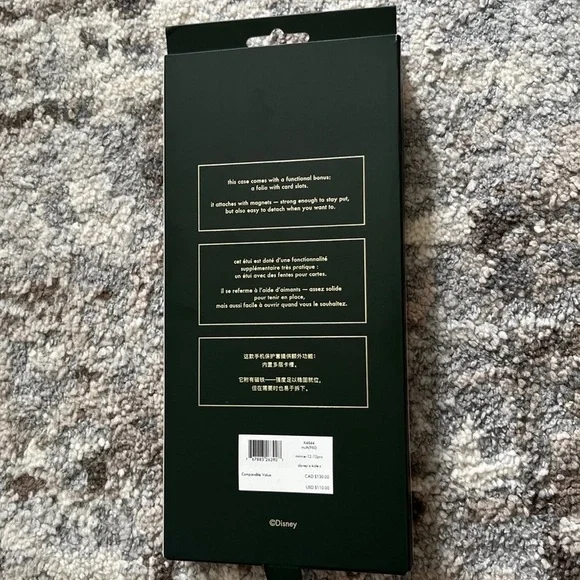 this case comes with a functional bonus:
a folio with card slots.
it attaches with magnets — strong enough to stay put,
but also easy to detach when you want to.
cet étui est doté d'une fonctionnalité
supplémentaire très pratique :
un étui avec des fentes pour cartes.
il se referme à l'aide d'aimants — assez solide
pour tenir en place,
mais aussi facile à ouvrir quand vous le souhaitez.
这款手机保护套提供额外功能:
内置多层卡槽。
它附有磁铁——强度足以稳固就位,
但在需要时也易于拆下。
Comparable Value
CAD $130.00
USD $110.00
©Disney